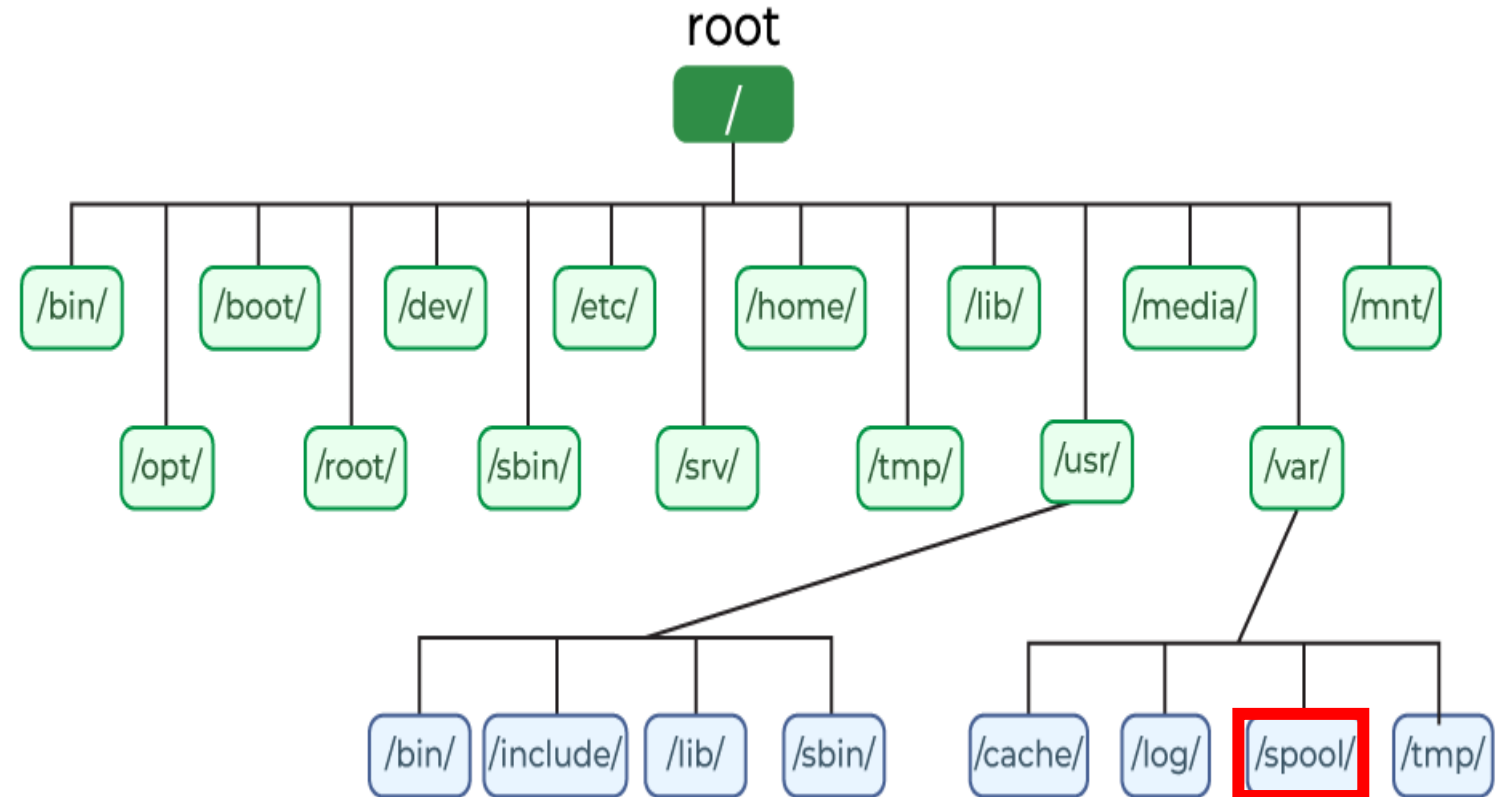 root
/
/bin/
/boot/
/dev/
/etc/
/home/
/lib/
/media/
/mnt/
/opt/
/root/
/sbin/
/srv/
/tmp/
/usr/
/var/
/bin/
/include/
/lib/
/sbin/
/cache/
/log/
/spool/
/tmp/